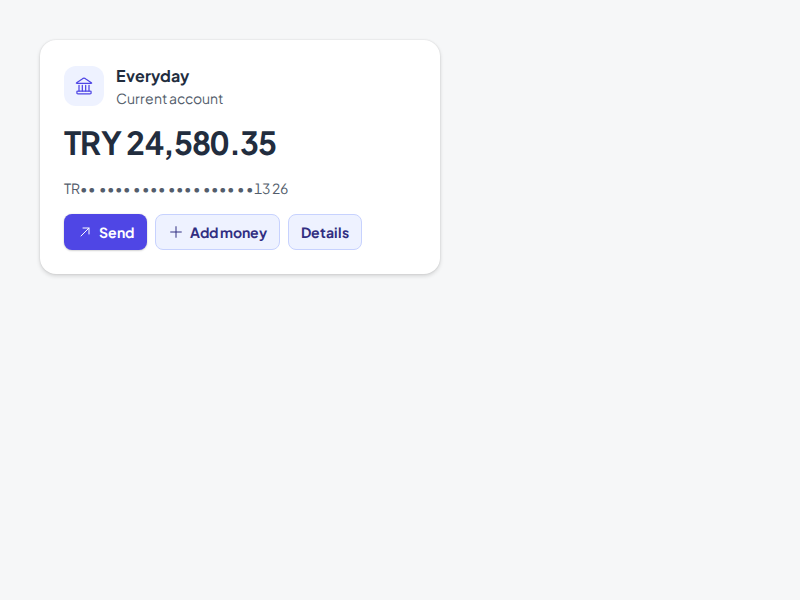 Everyday
Current account
TRY 24,580.35
TR•• •••• •••• •••• •••• ••1326
Send
Add money
Details